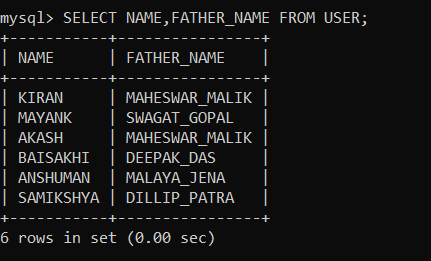 mysql> SELECT NAME,FATHER_NAME FROM USER;
+-----------+----------------+
| NAME      | FATHER_NAME    |
+-----------+----------------+
| KIRAN     | MAHESWAR_MALIK |
| MAYANK    | SWAGAT_GOPAL   |
| AKASH     | MAHESWAR_MALIK |
| BAISAKHI  | DEEPAK_DAS     |
| ANSHUMAN  | MALAYA_JENA    |
| SAMIKSHYA | DILLIP_PATRA   |
+-----------+----------------+
6 rows in set (0.00 sec)